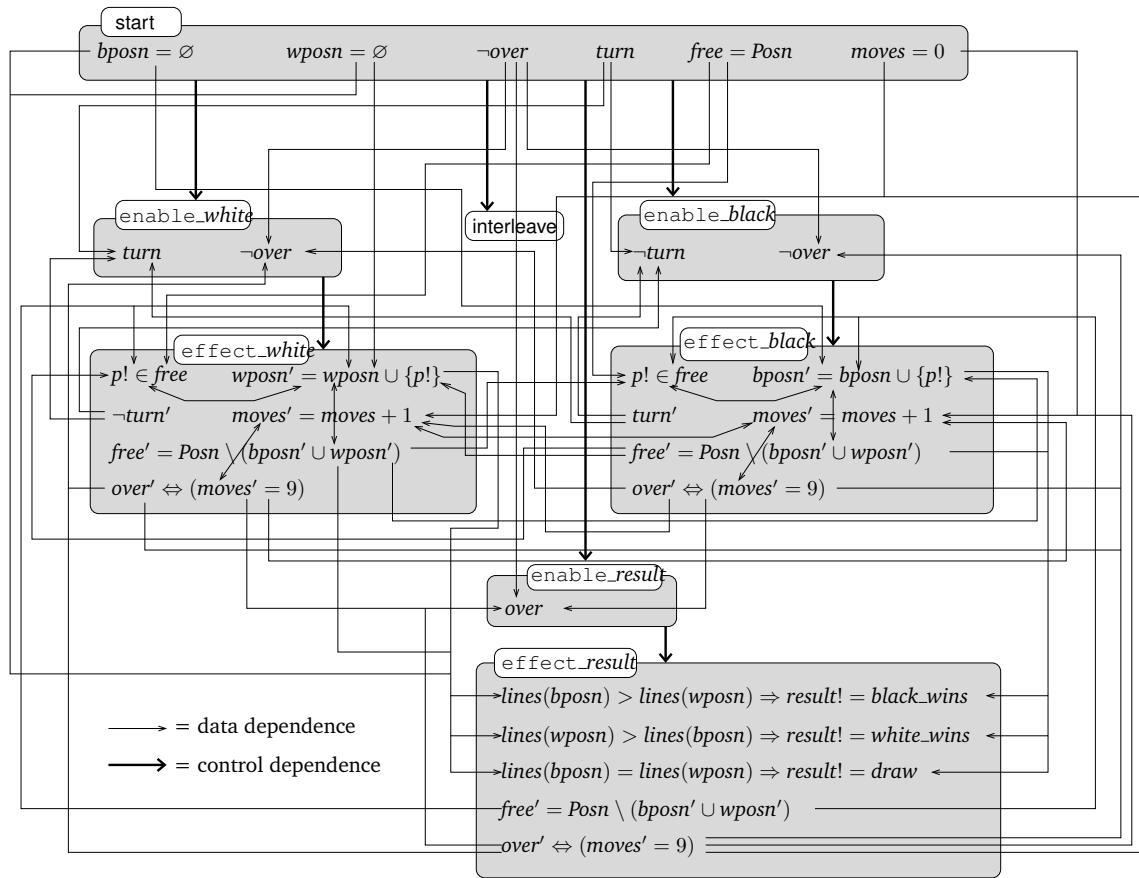 start
bposn = ∅ wposn = ∅ ¬over turn free = Posn moves = 0
enable_white
turn ¬over
interleave
enable_black
¬turn ¬over
effect_white
p! ∈ free wposn′ = wposn ∪ {p!}
¬turn′ moves′ = moves + 1
free′ = Posn \ (bposn′ ∪ wposn′)
over′ ⇔ (moves′ = 9)
effect_black
p! ∈ free bposn′ = bposn ∪ {p!}
turn′ moves′ = moves + 1
free′ = Posn \ (bposn′ ∪ wposn′)
over′ ⇔ (moves′ = 9)
enable_result
over
effect_result
lines(bposn) > lines(wposn) ⇒ result! = black_wins
lines(wposn) > lines(bposn) ⇒ result! = white_wins
lines(bposn) = lines(wposn) ⇒ result! = draw
free′ = Posn \ (bposn′ ∪ wposn′)
over′ ⇔ (moves′ = 9)
= data dependence
= control dependence